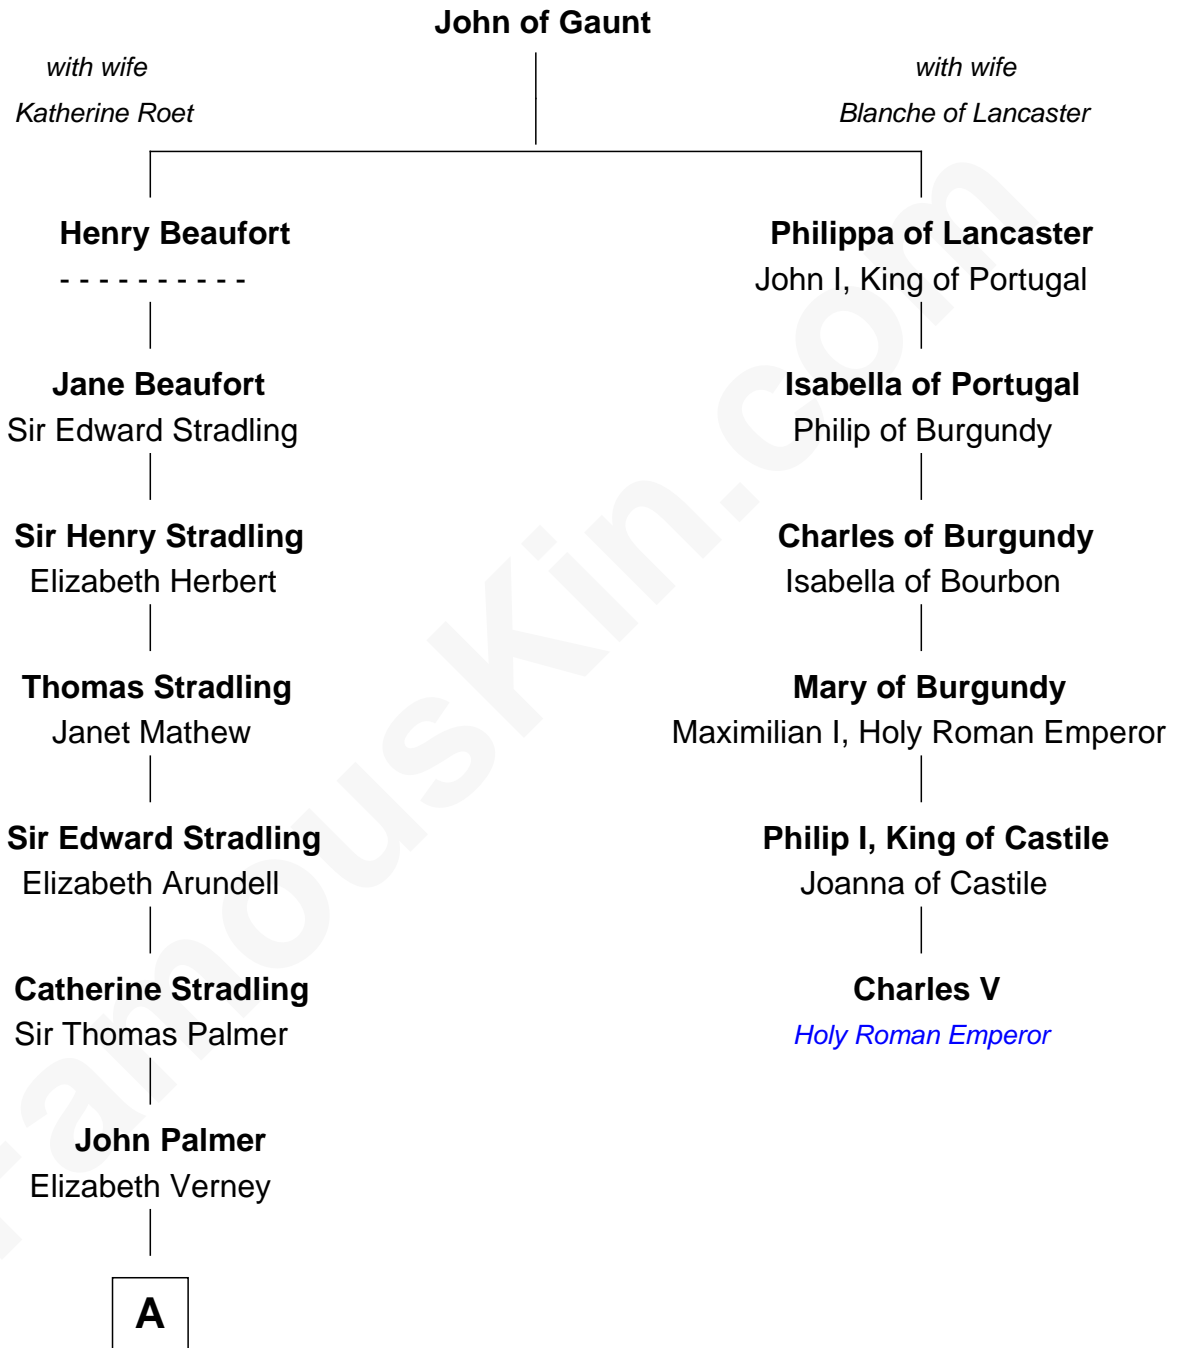 John of Gaunt
with wife
Katherine Roet
with wife
Blanche of Lancaster
Henry Beaufort
- - - - - - - - - -
Philippa of Lancaster
John I, King of Portugal
Jane Beaufort
Sir Edward Stradling
Isabella of Portugal
Philip of Burgundy
Sir Henry Stradling
Elizabeth Herbert
Charles of Burgundy
Isabella of Bourbon
Thomas Stradling
Janet Mathew
Mary of Burgundy
Maximilian I, Holy Roman Emperor
Sir Edward Stradling
Elizabeth Arundell
Philip I, King of Castile
Joanna of Castile
Catherine Stradling
Sir Thomas Palmer
Charles V
Holy Roman Emperor
John Palmer
Elizabeth Verney
A
FamousKin.com